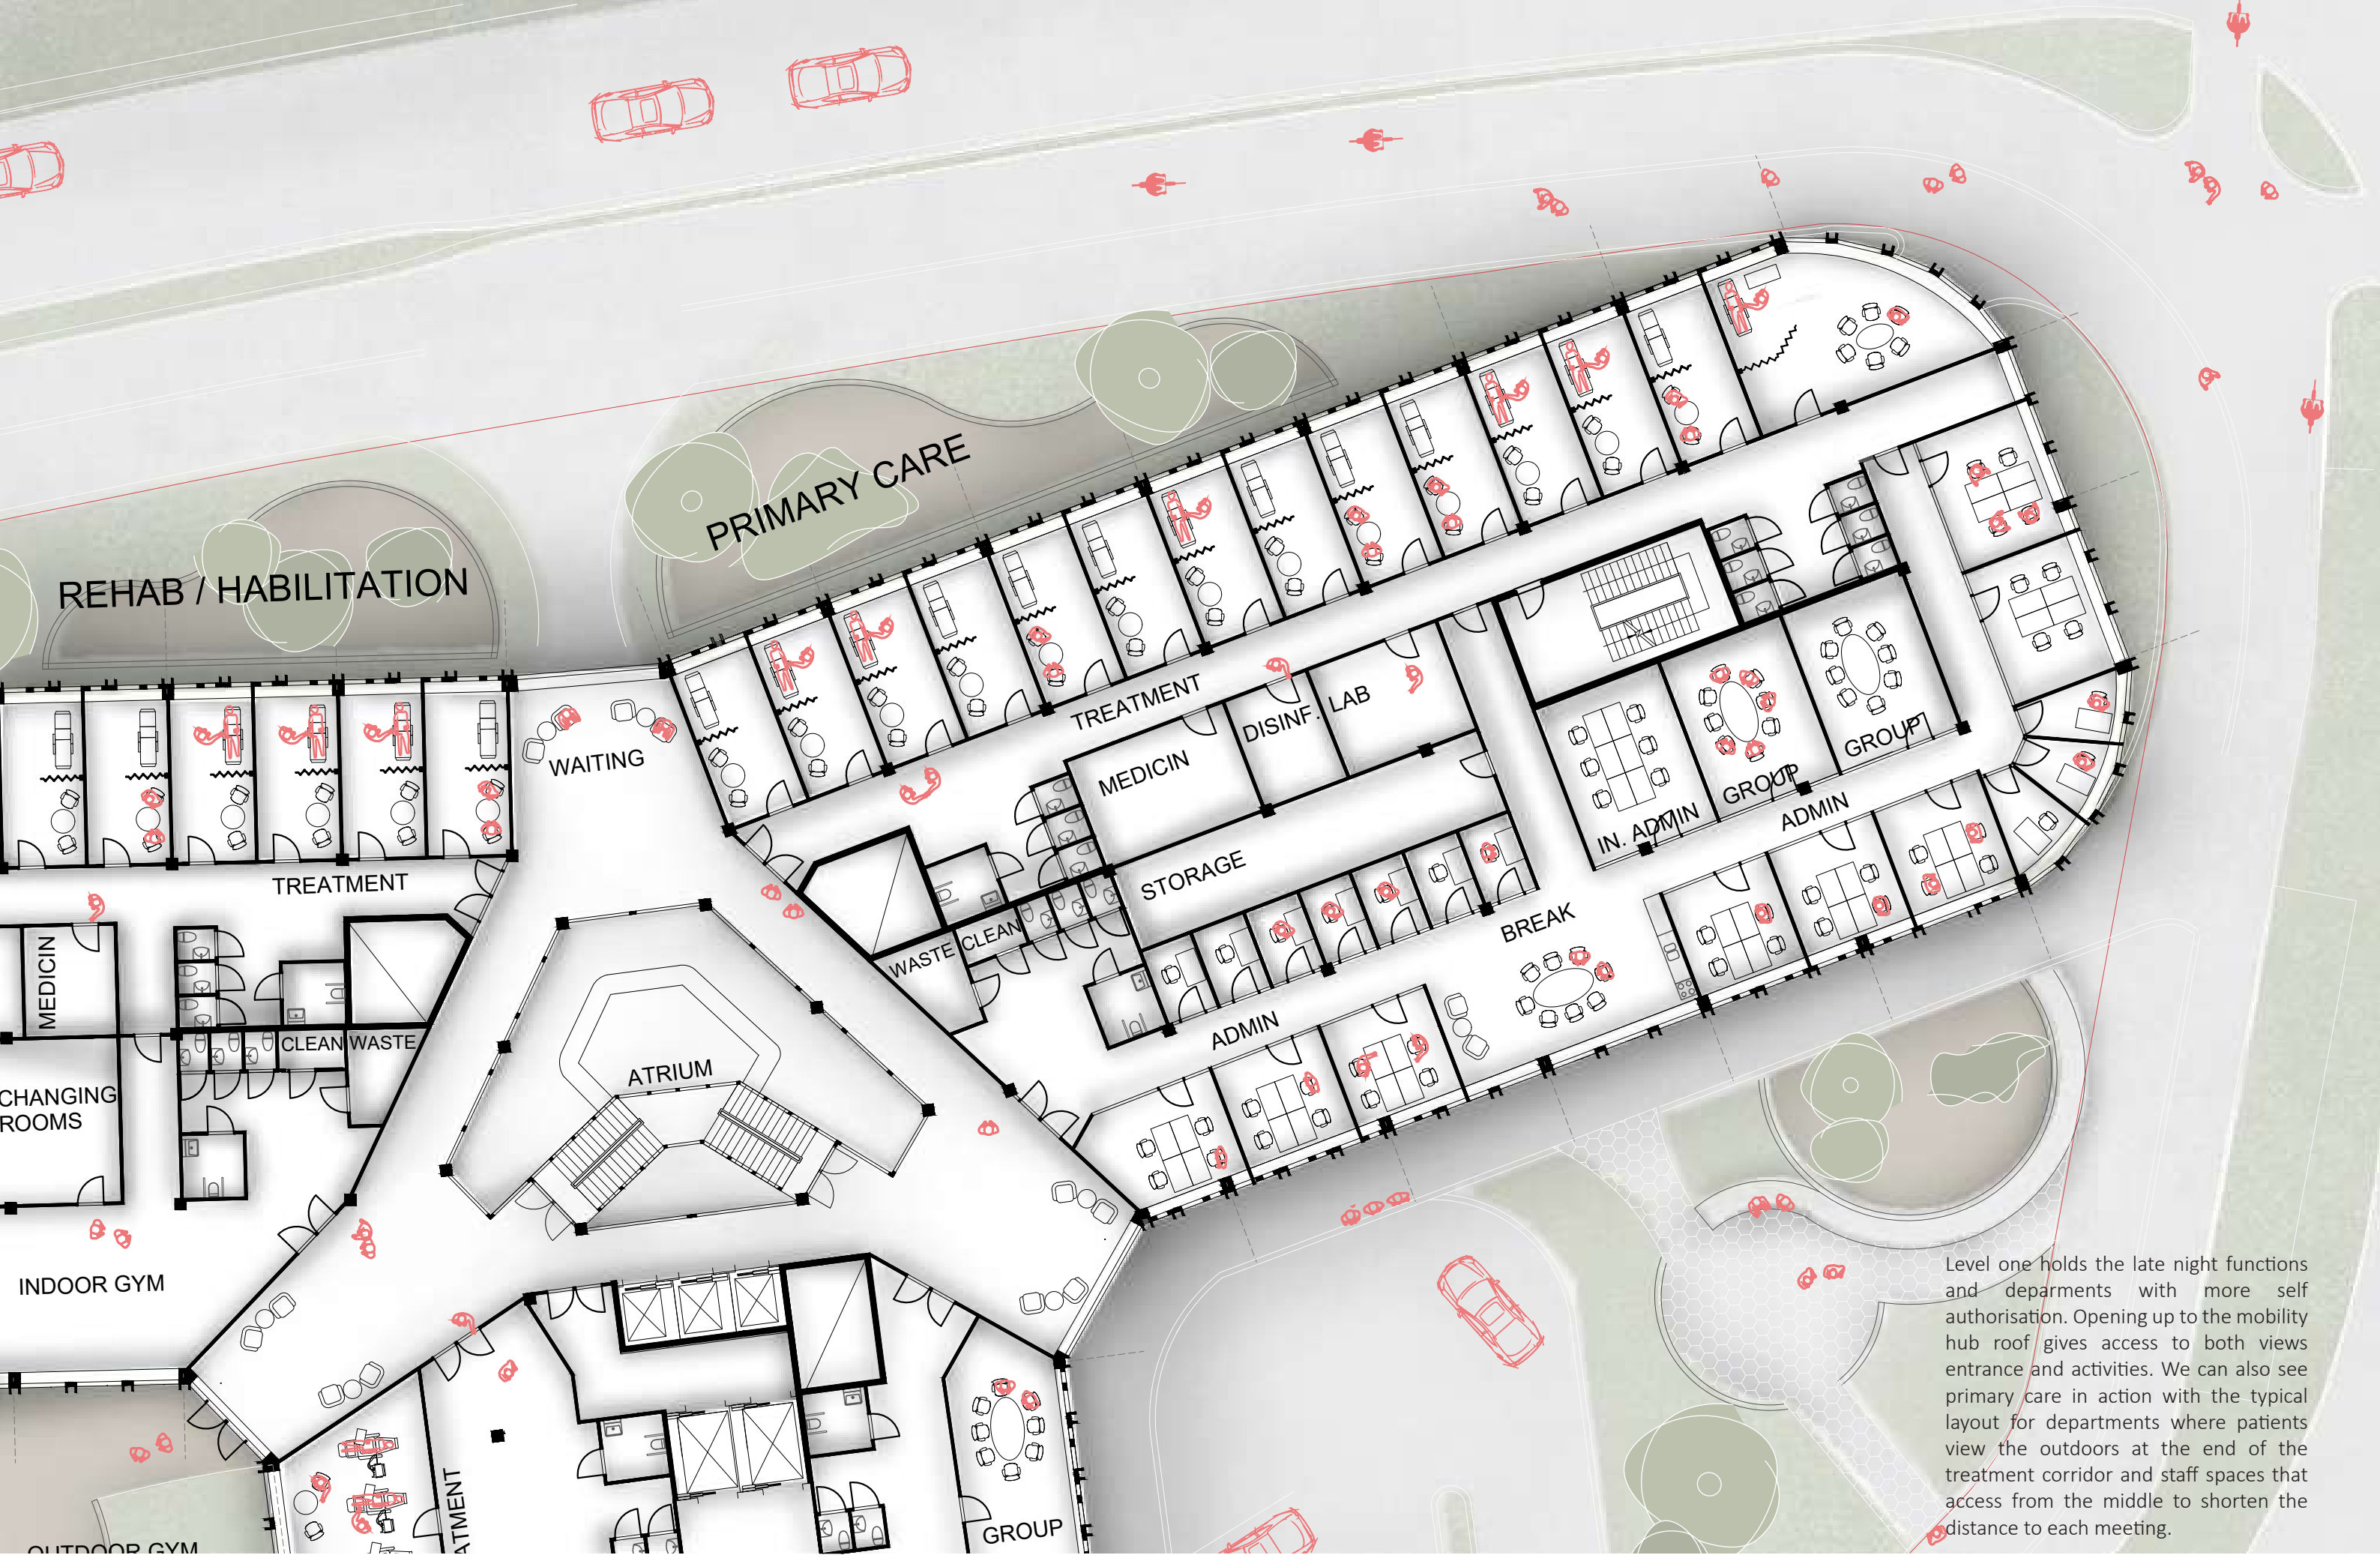 PRIMARY CARE
REHAB / HABILITATION
WAITING
TREATMENT
DISINF.
LAB
MEDICIN
GROUP
GROUP
IN. ADMIN
ADMIN
STORAGE
TREATMENT
BREAK
WASTE
CLEAN
MEDICIN
ADMIN
CLEAN
WASTE
ATRIUM
CHANGING
ROOMS
INDOOR GYM
ATMENT
GROUP
OUTDOOR GYM
Level one holds the late night functions
and deparments with more self
authorisation. Opening up to the mobility
hub roof gives access to both views
entrance and activities. We can also see
primary care in action with the typical
layout for departments where patients
view the outdoors at the end of the
treatment corridor and staff spaces that
access from the middle to shorten the
distance to each meeting.